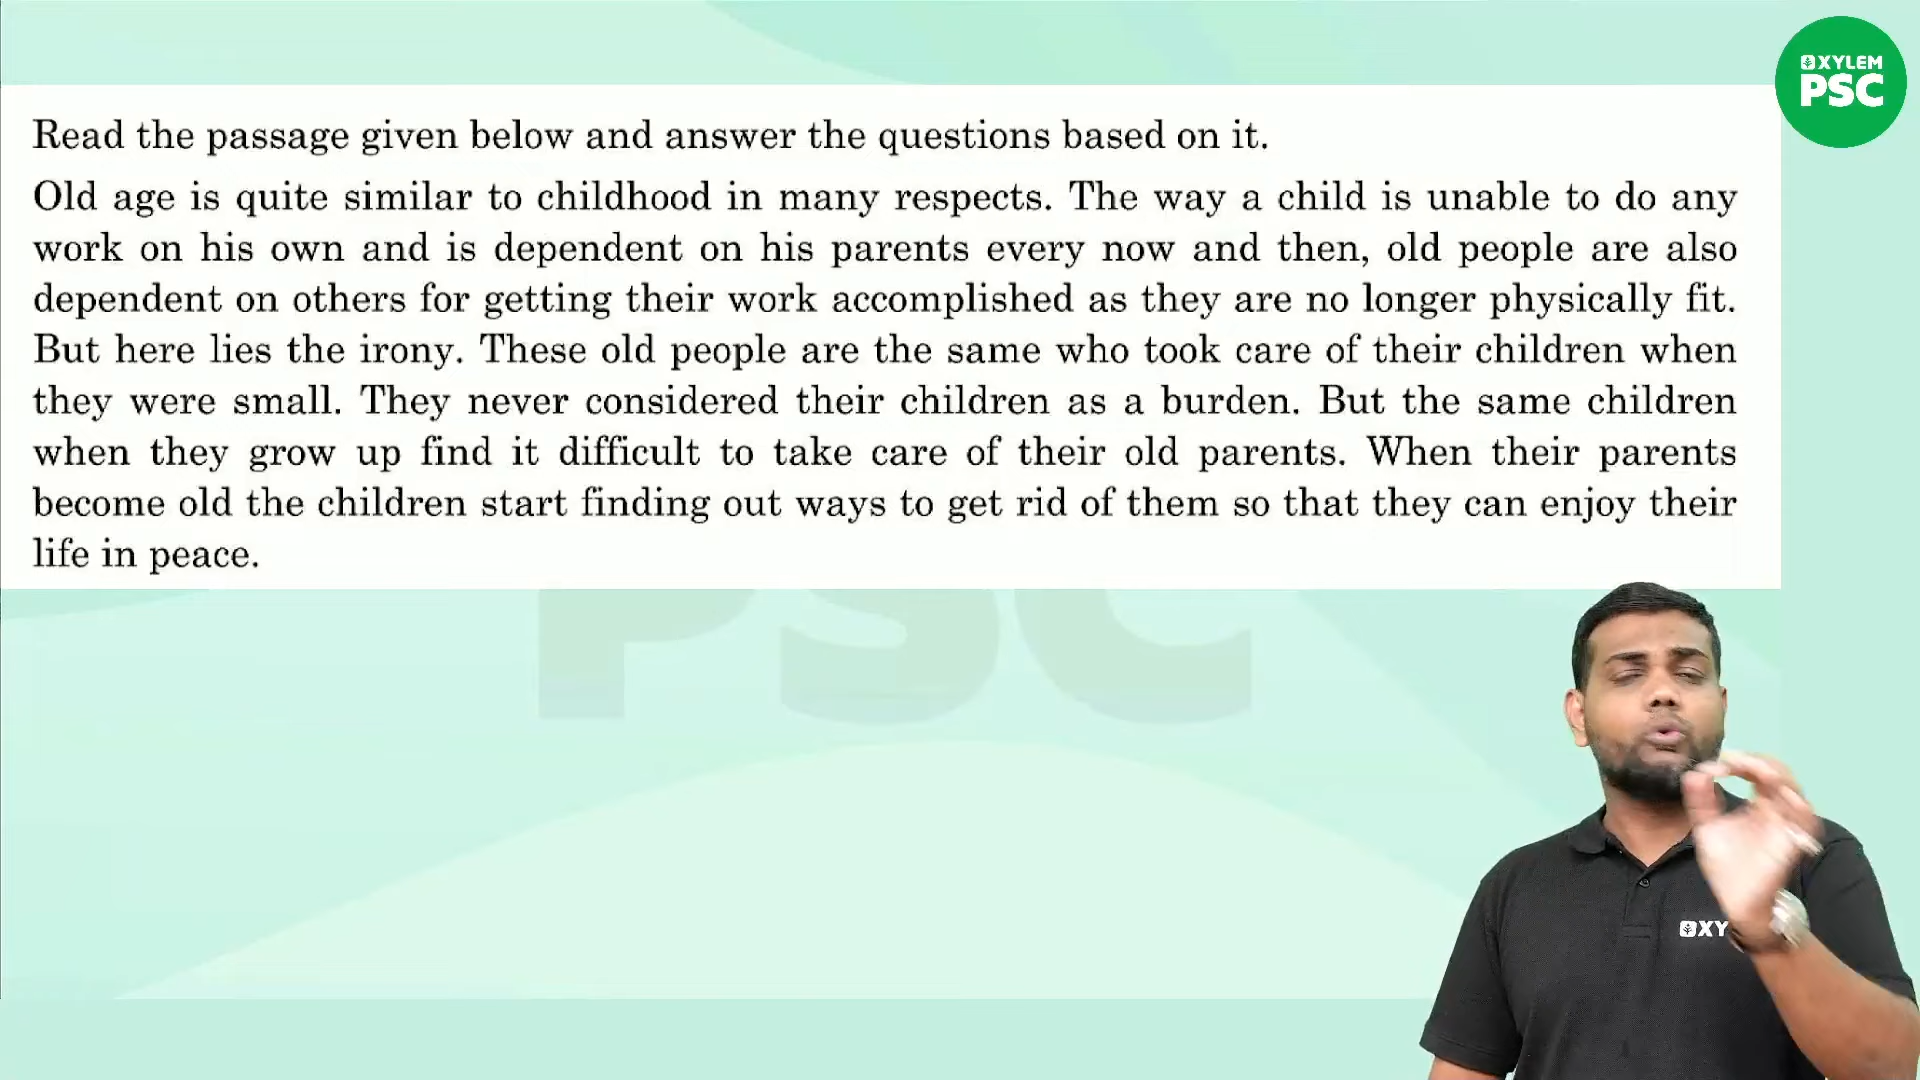 XYLEM
PSC
Read the passage given below and answer the questions based on it.
Old age is quite similar to childhood in many respects. The way a child is unable to do any
work on his own and is dependent on his parents every now and then, old people are also
dependent on others for getting their work accomplished as they are no longer physically fit.
But here lies the irony. These old people are the same who took care of their children when
they were small. They never considered their children as a burden. But the same children
when they grow up find it difficult to take care of their old parents. When their parents
become old the children start finding out ways to get rid of them so that they can enjoy their
life in peace.
PSC
XY